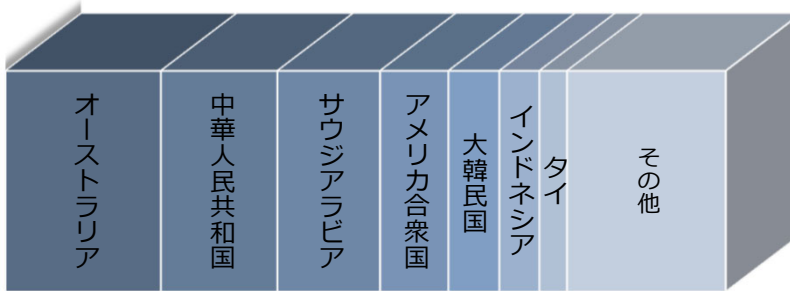 オーストラリア
中華人民共和国
サウジアラビア
アメリカ合衆国
大韓民国
インドネシア
タイ
その他